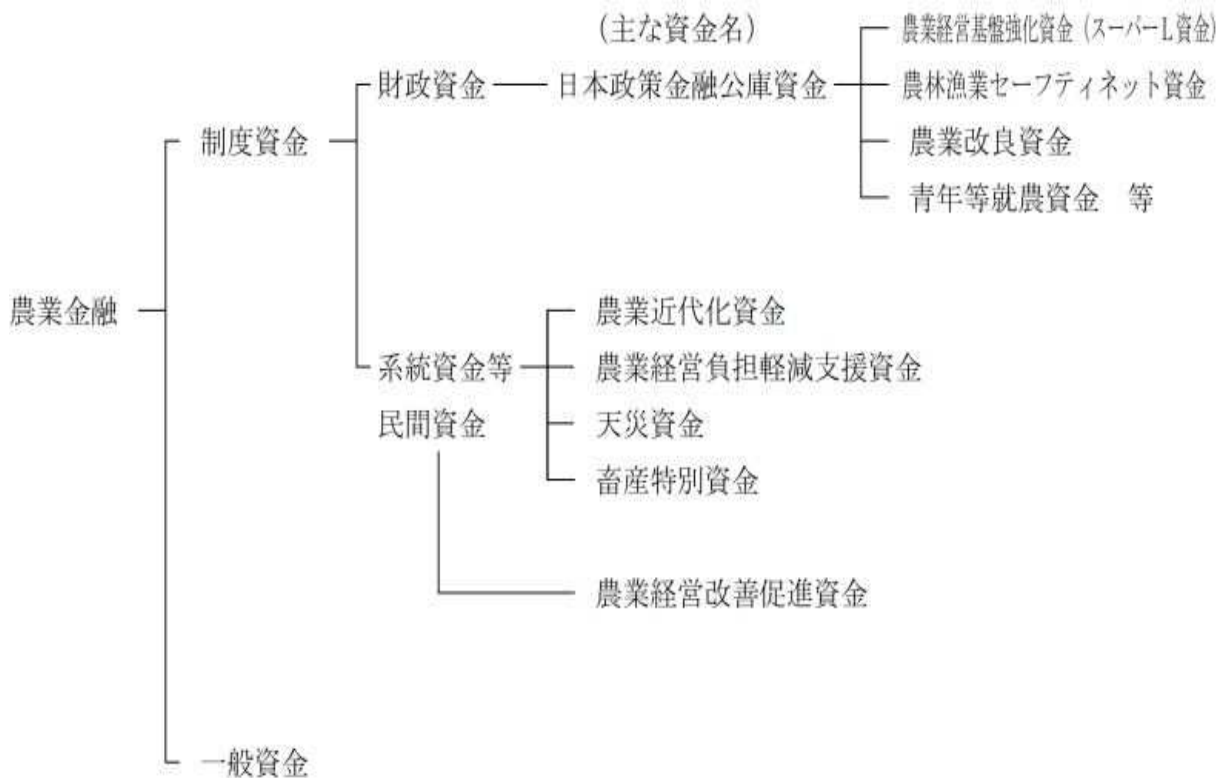 （主な資金名）
農業経営基盤強化資金（スーパーL資金）
財政資金
日本政策金融公庫資金
農林漁業セーフティネット資金
制度資金
農業改良資金
青年等就農資金　等
農業金融
農業近代化資金
系統資金等
農業経営負担軽減支援資金
民間資金
天災資金
畜産特別資金
農業経営改善促進資金
一般資金